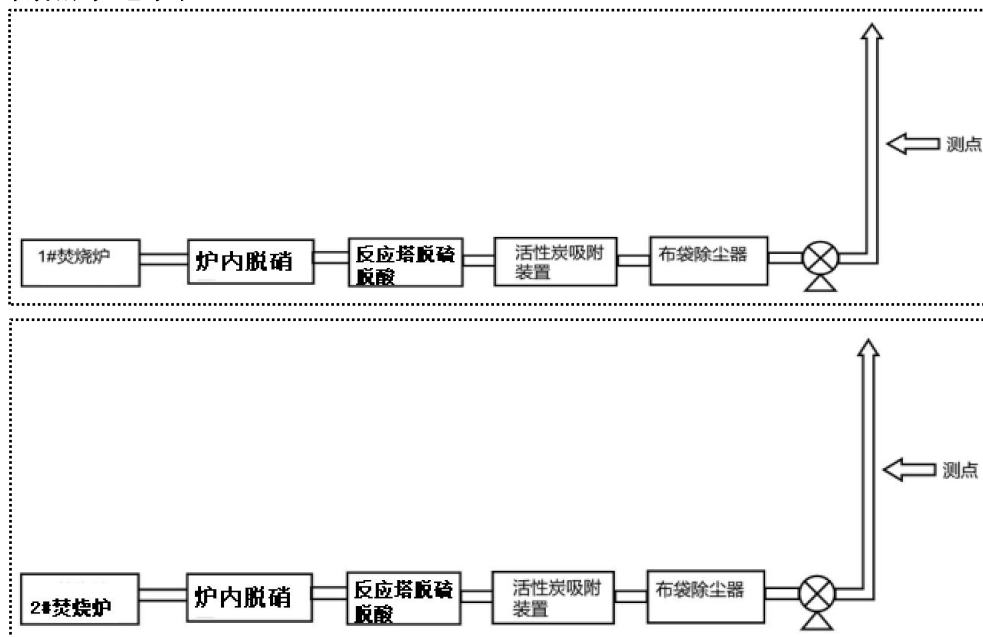 测点
1#焚烧炉
炉内脱硝
反应塔脱硫
脱酸
活性炭吸附
装置
布袋除尘器
测点
2#焚烧炉
炉内脱硝
反应塔脱硫
脱酸
活性炭吸附
装置
布袋除尘器